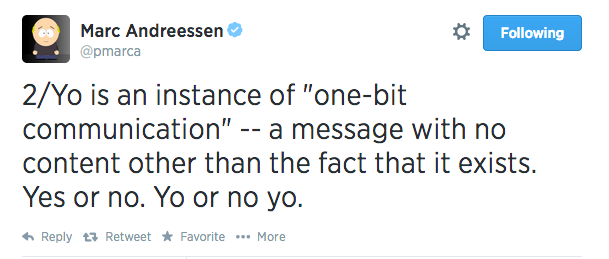 Marc Andreessen
@pmarca
Following
2/Yo is an instance of "one-bit
communication" -- a message with no
content other than the fact that it exists.
Yes or no. Yo or no yo.
Reply Retweet Favorite More